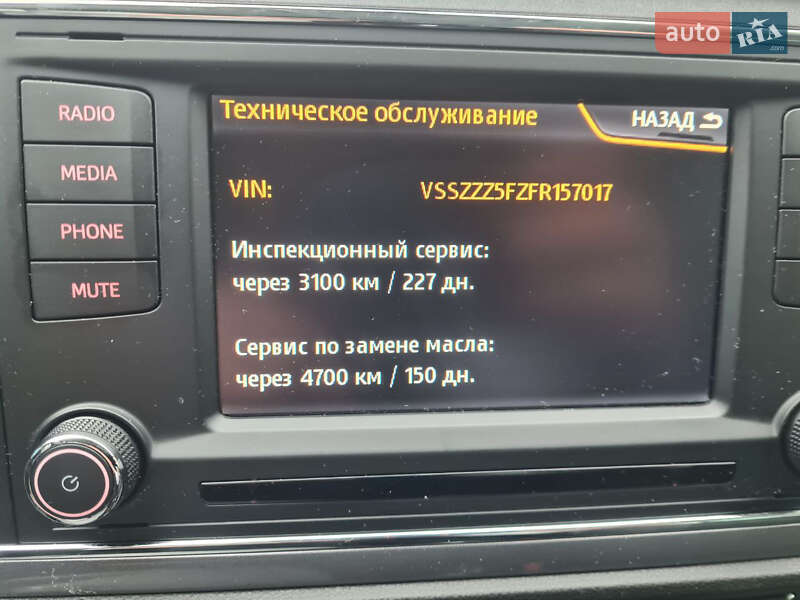 auto RIA.com
RADIO
MEDIA
PHONE
MUTE
Техническое обслуживание
НАЗАД
VIN: VSSZZZ5FZFR157017
Инспекционный сервис:
через 3100 км / 227 дн.
Сервис по замене масла:
через 4700 км / 150 дн.